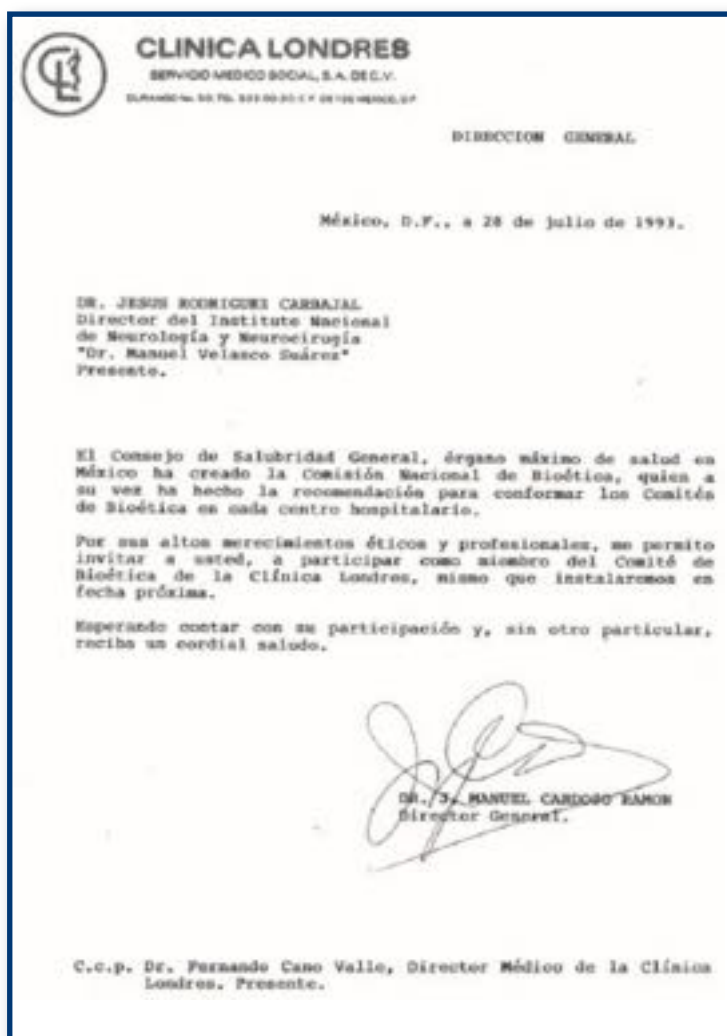 CLINICA LONDRES
SERVICIO MEDICO SOCIAL, S.A. DE C.V.
DURANGO No. 50, TEL. MEXICO, D.F.
DIRECCION GENERAL
México, D.F., a 28 de julio de 1993.
DR. JESUS RODRIGUEZ CARBAJAL
Director del Instituto Nacional
de Neurología y Neurocirugía
"Dr. Manuel Velasco Suárez"
Presente.
El Consejo de Salubridad General, órgano máximo de salud en
México ha creado la Comisión Nacional de Bioética, quien a
su vez ha hecho la recomendación para conformar los Comités
de Bioética en cada centro hospitalario.
Por sus altos merecimientos éticos y profesionales, me permito
invitar a usted, a participar como miembro del Comité de
Bioética de la Clínica Londres, mismo que instalaremos en
fecha próxima.
Esperando contar con su participación y, sin otro particular,
reciba un cordial saludo.
DR. J. MANUEL CARDOSO RAMON
Director General.
C.c.p. Dr. Fernando Cano Valle, Director Médico de la Clínica
Londres. Presente.